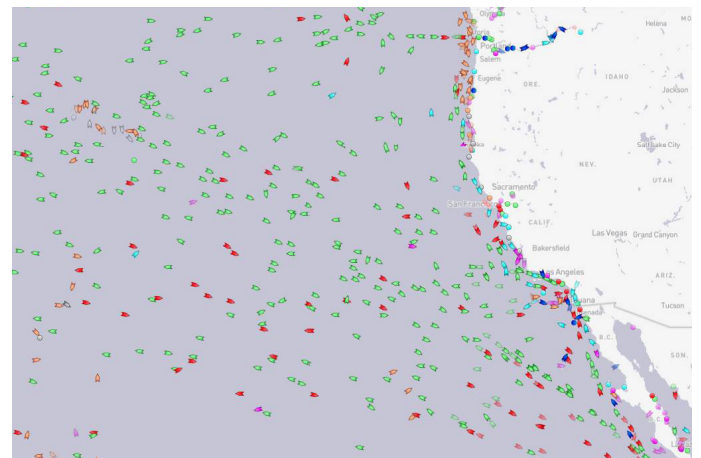 Olympia
Helena
Portland
Salem
Eugene
ORE.
IDAHO
Jackson
Salt Lake City
NEV.
UTAH
Sacramento
San Francisco
CALIF.
Las Vegas
Grand Canyon
Bakersfield
Los Angeles
ARIZ.
Tucson
B.C.
SON.